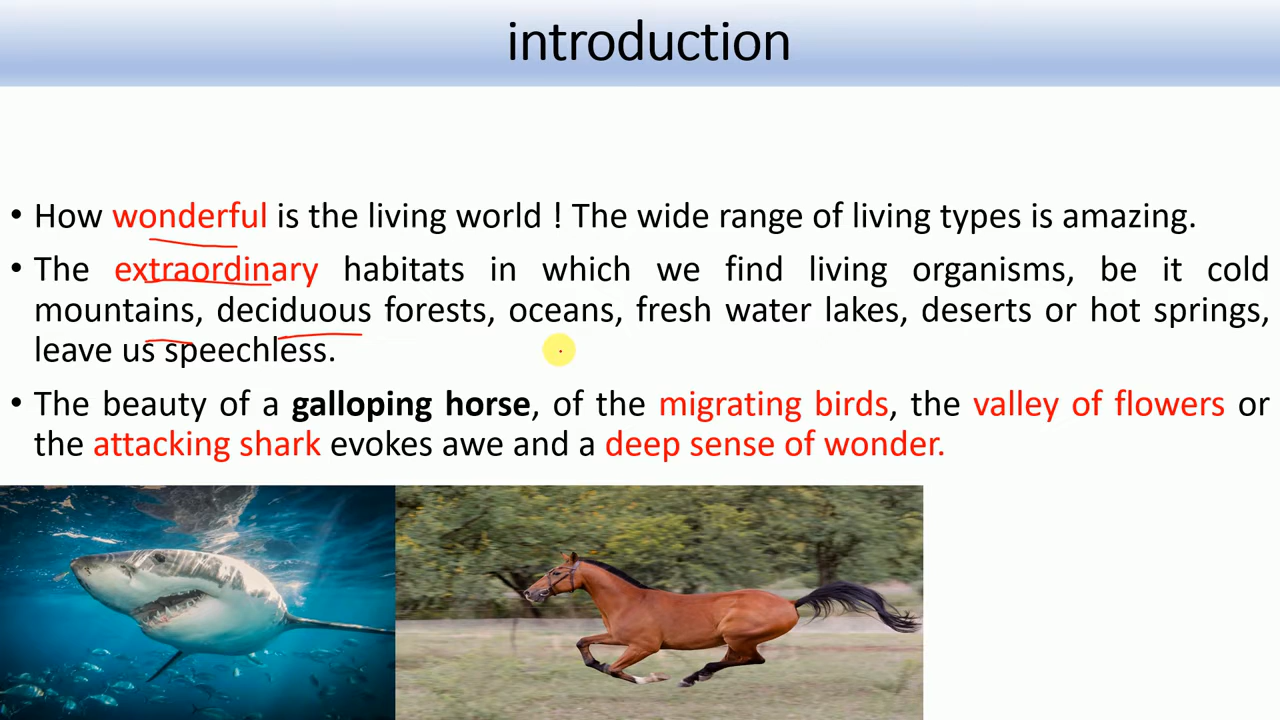 introduction
• How wonderful is the living world ! The wide range of living types is amazing.
• The extraordinary habitats in which we find living organisms, be it cold
mountains, deciduous forests, oceans, fresh water lakes, deserts or hot springs,
leave us speechless.
• The beauty of a galloping horse, of the migrating birds, the valley of flowers or
the attacking shark evokes awe and a deep sense of wonder.